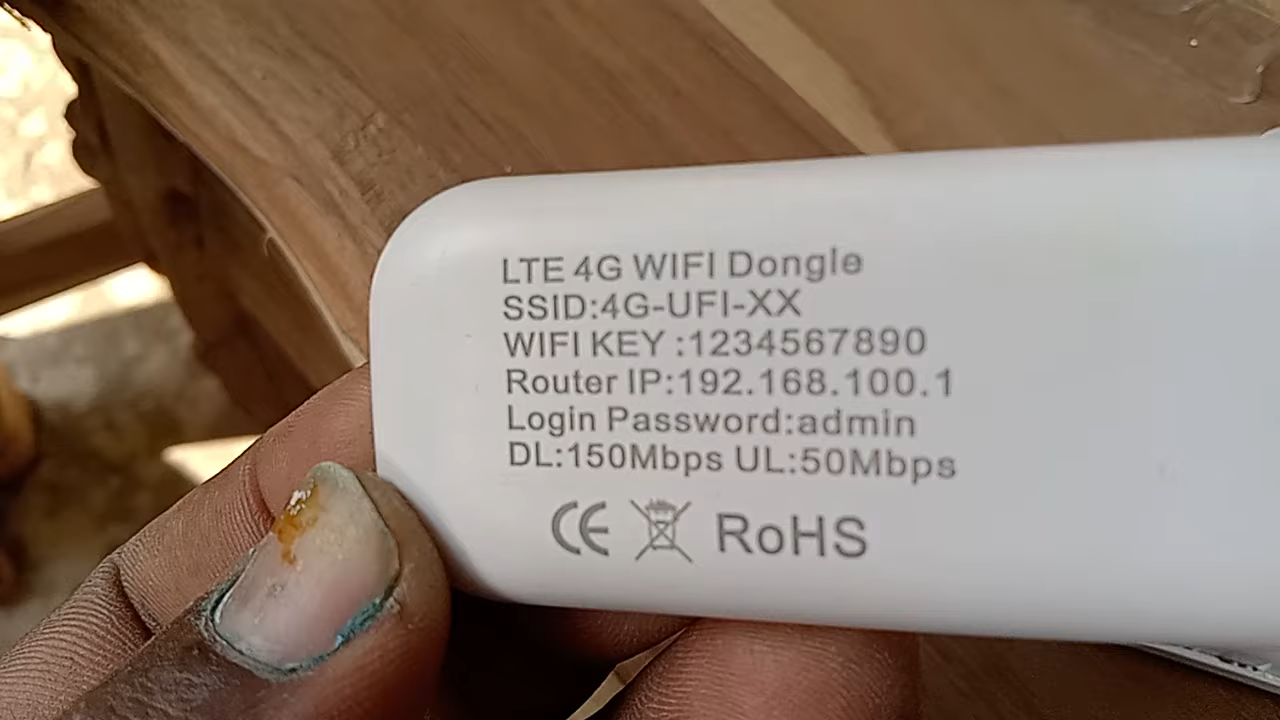 LTE 4G WIFI Dongle
SSID:4G-UFI-XX
WIFI KEY :1234567890
Router IP:192.168.100.1
Login Password:admin
DL:150Mbps UL:50Mbps
CE RoHS